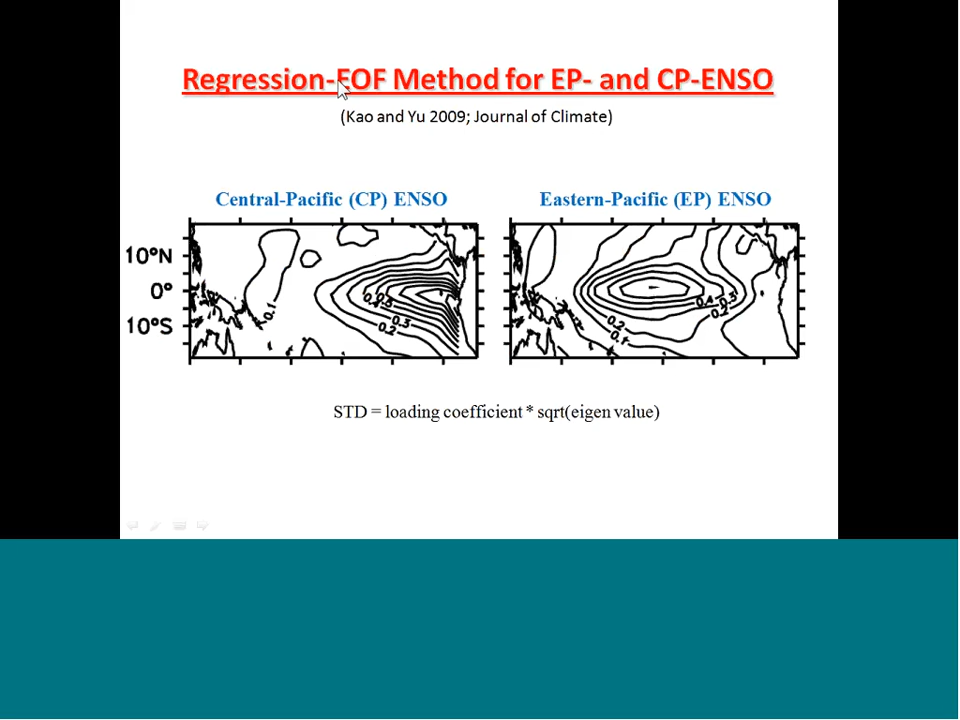 Regression-EOF Method for EP- and CP-ENSO
(Kao and Yu 2009; Journal of Climate)
Central-Pacific (CP) ENSO
Eastern-Pacific (EP) ENSO
10°N
0°
10°S
0.1
0.3
0.2
0.4
0.3
0.2
0.2
0.1
STD = loading coefficient * sqrt(eigen value)